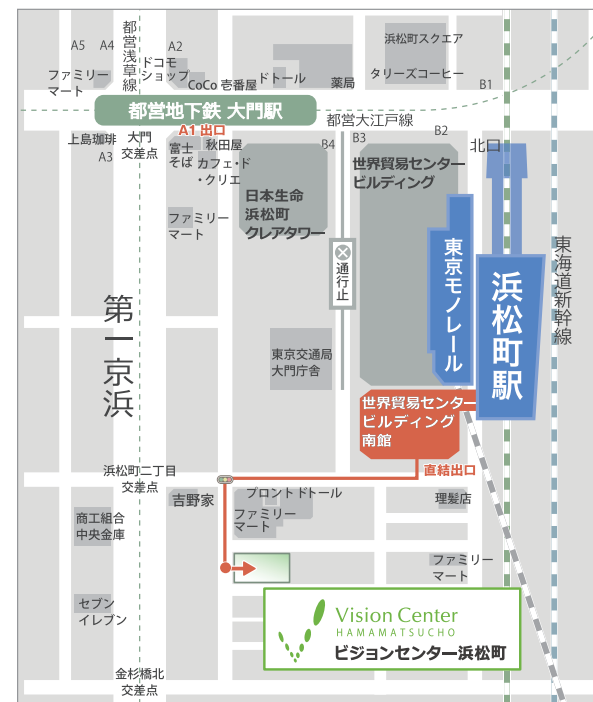 都営浅草線
A5
A4
A2
ファミリー
マート
ドコモ
ショップ
CoCo 壱番屋
ドトール
薬局
浜松町スクエア
タリーズコーヒー
B1
都営地下鉄 大門駅
都営大江戸線
A1 出口
上島珈琲
A3
大門
交差点
富士
そば
秋田屋
カフェ・ド
・クリエ
B4
B3
B2
北口
世界貿易センター
ビルディング
日本生命
浜松町
クレアタワー
ファミリー
マート
通行止
東京モノレール
浜松町駅
東海道新幹線
第一京浜
東京交通局
大門庁舎
世界貿易センター
ビルディング
南館
直結出口
浜松町二丁目
交差点
吉野家
プロントドトール
ファミリー
マート
理髪店
商工組合
中央金庫
ファミリー
マート
セブン
イレブン
Vision Center
HAMAMATSUCHO
ビジョンセンター浜松町
金杉橋北
交差点